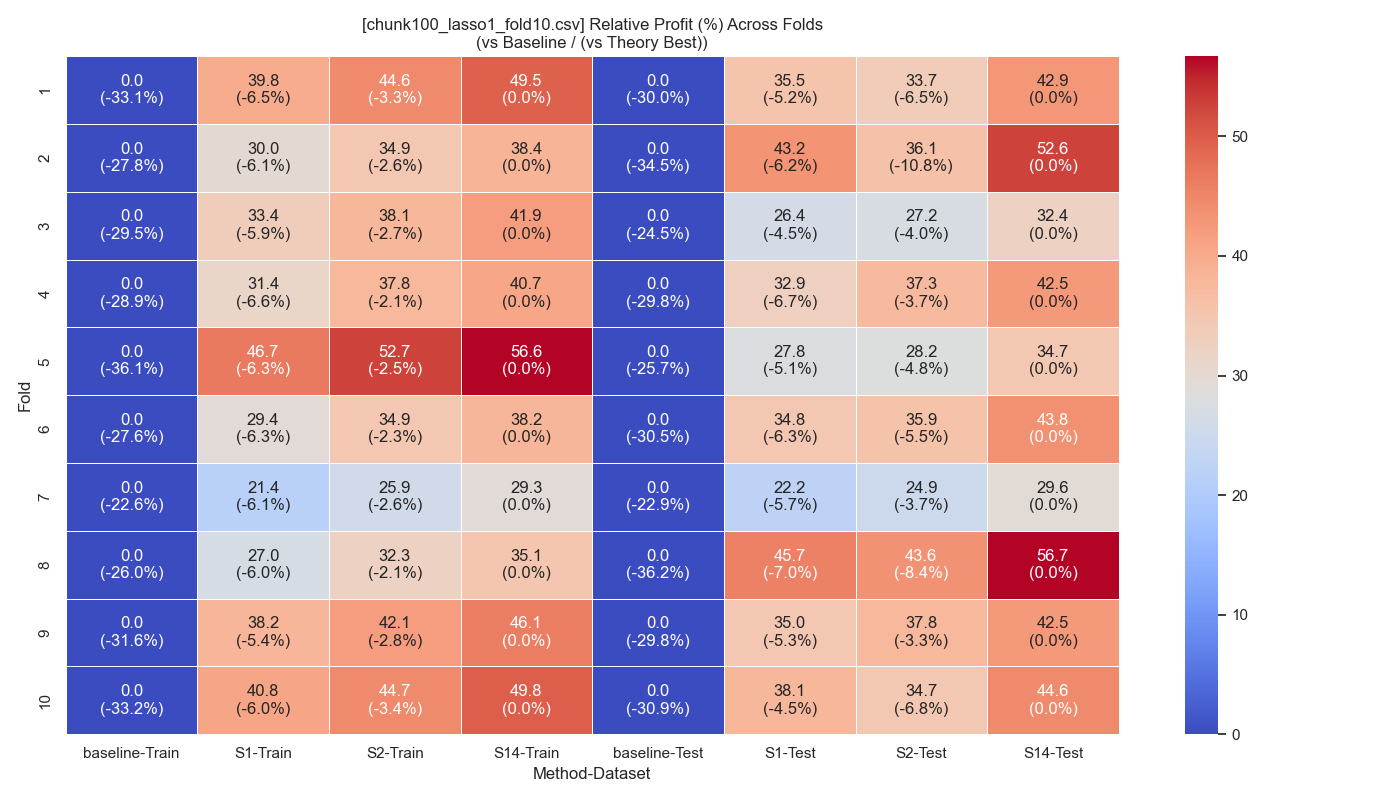 [chunk100_lasso1_fold10.csv] Relative Profit (%) Across Folds
(vs Baseline / (vs Theory Best))
Fold
1
0.0 39.8 44.6 49.5 0.0 35.5 33.7 42.9
(-33.1%) (-6.5%) (-3.3%) (0.0%) (-30.0%) (-5.2%) (-6.5%) (0.0%)
2
0.0 30.0 34.9 38.4 0.0 43.2 36.1 52.6
(-27.8%) (-6.1%) (-2.6%) (0.0%) (-34.5%) (-6.2%) (-10.8%) (0.0%)
3
0.0 33.4 38.1 41.9 0.0 26.4 27.2 32.4
(-29.5%) (-5.9%) (-2.7%) (0.0%) (-24.5%) (-4.5%) (-4.0%) (0.0%)
4
0.0 31.4 37.8 40.7 0.0 32.9 37.3 42.5
(-28.9%) (-6.6%) (-2.1%) (0.0%) (-29.8%) (-6.7%) (-3.7%) (0.0%)
5
0.0 46.7 52.7 56.6 0.0 27.8 28.2 34.7
(-36.1%) (-6.3%) (-2.5%) (0.0%) (-25.7%) (-5.1%) (-4.8%) (0.0%)
6
0.0 29.4 34.9 38.2 0.0 34.8 35.9 43.8
(-27.6%) (-6.3%) (-2.3%) (0.0%) (-30.5%) (-6.3%) (-5.5%) (0.0%)
7
0.0 21.4 25.9 29.3 0.0 22.2 24.9 29.6
(-22.6%) (-6.1%) (-2.6%) (0.0%) (-22.9%) (-5.7%) (-3.7%) (0.0%)
8
0.0 27.0 32.3 35.1 0.0 45.7 43.6 56.7
(-26.0%) (-6.0%) (-2.1%) (0.0%) (-36.2%) (-7.0%) (-8.4%) (0.0%)
9
0.0 38.2 42.1 46.1 0.0 35.0 37.8 42.5
(-31.6%) (-5.4%) (-2.8%) (0.0%) (-29.8%) (-5.3%) (-3.3%) (0.0%)
10
0.0 40.8 44.7 49.8 0.0 38.1 34.7 44.6
(-33.2%) (-6.0%) (-3.4%) (0.0%) (-30.9%) (-4.5%) (-6.8%) (0.0%)
baseline-Train S1-Train S2-Train S14-Train baseline-Test S1-Test S2-Test S14-Test
Method-Dataset
50
40
30
20
10
0